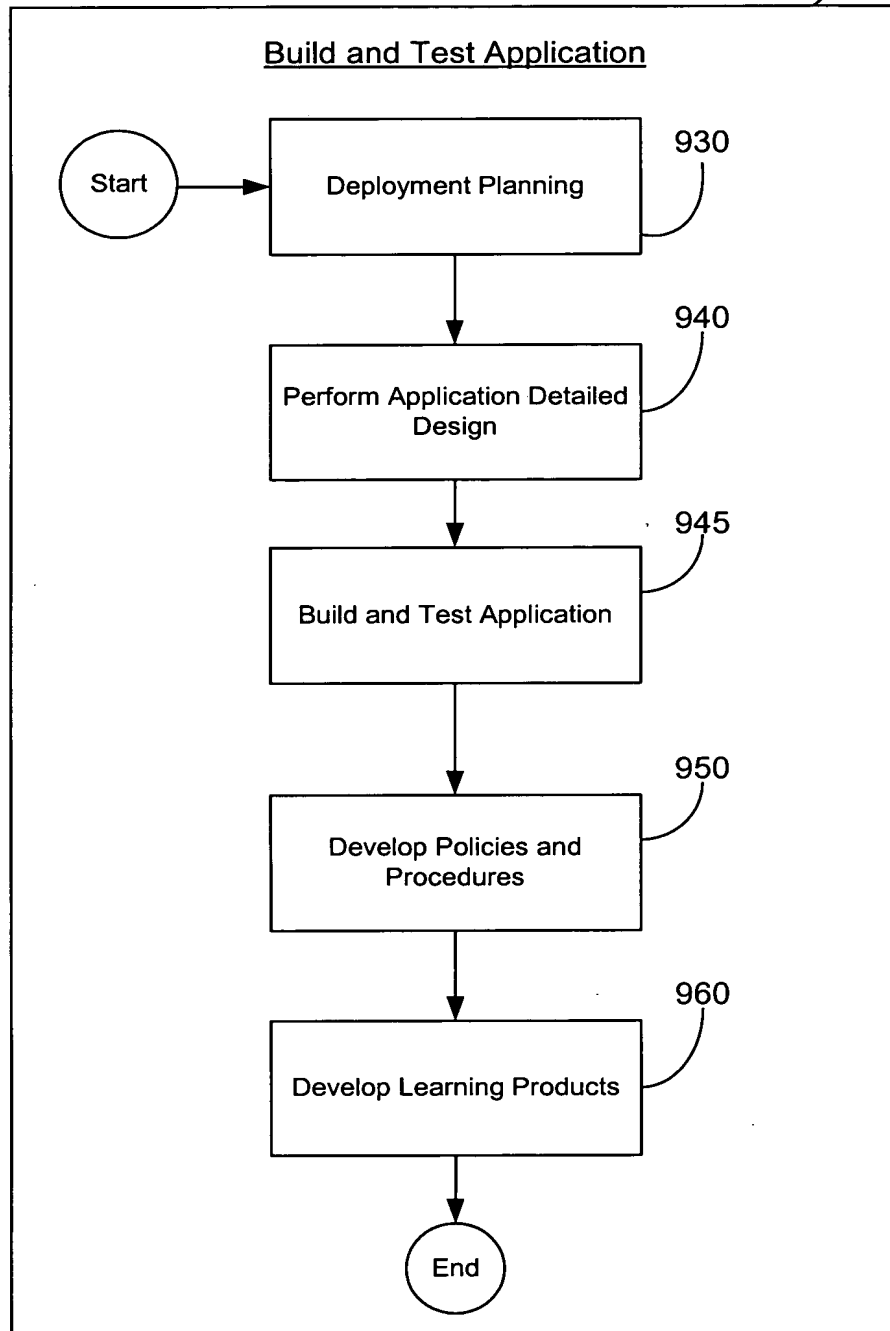 Build and Test Application
Start
Deployment Planning
930
Perform Application Detailed
Design
940
Build and Test Application
945
Develop Policies and
Procedures
950
Develop Learning Products
960
End